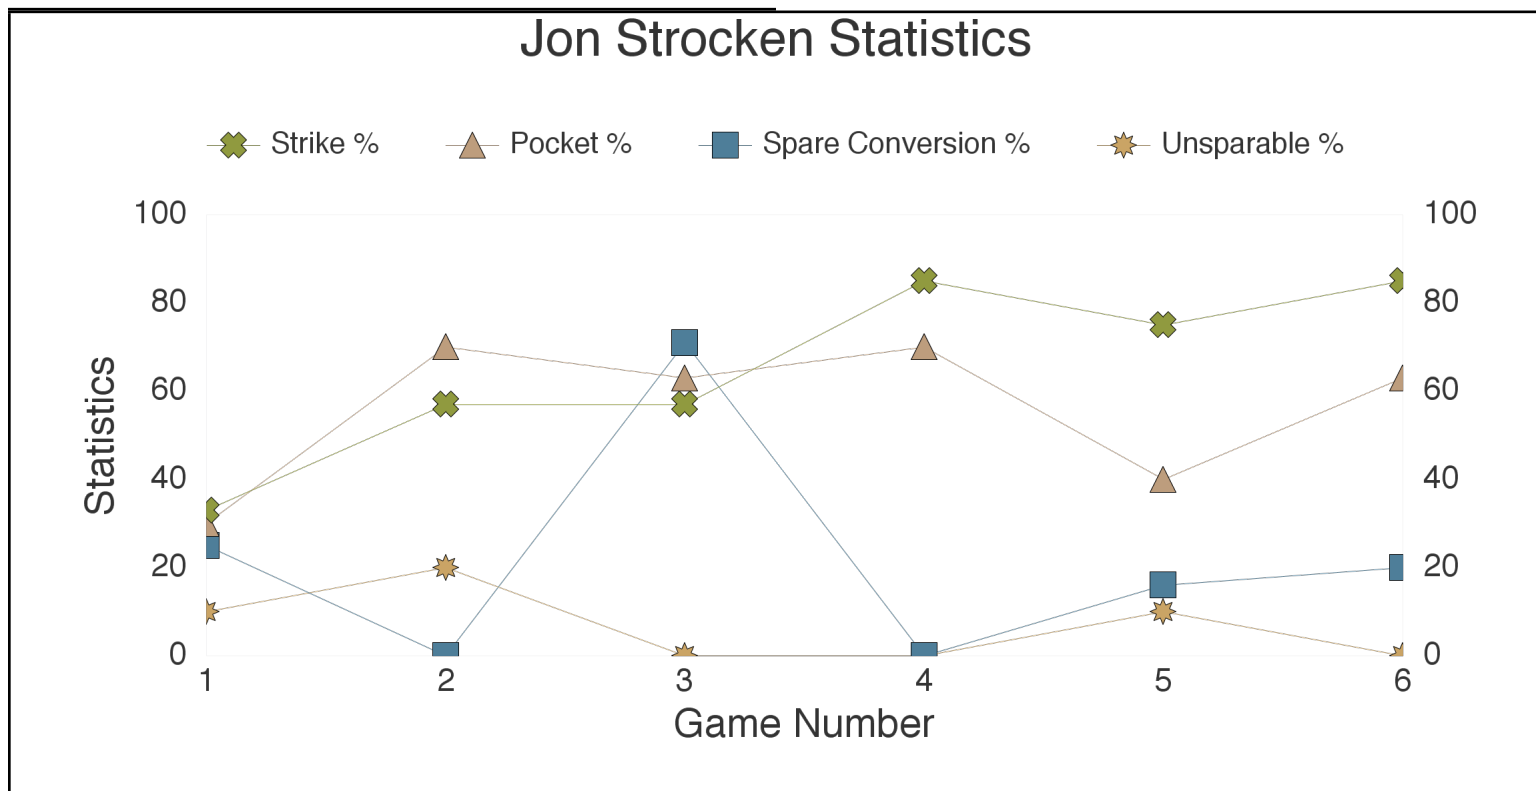 Jon Strocken Statistics
Strike % Pocket % Spare Conversion % Unsparable %
100 100
80 80
60 60
40 40
20 20
0 0
Statistics
1 2 3 4 5 6
Game Number